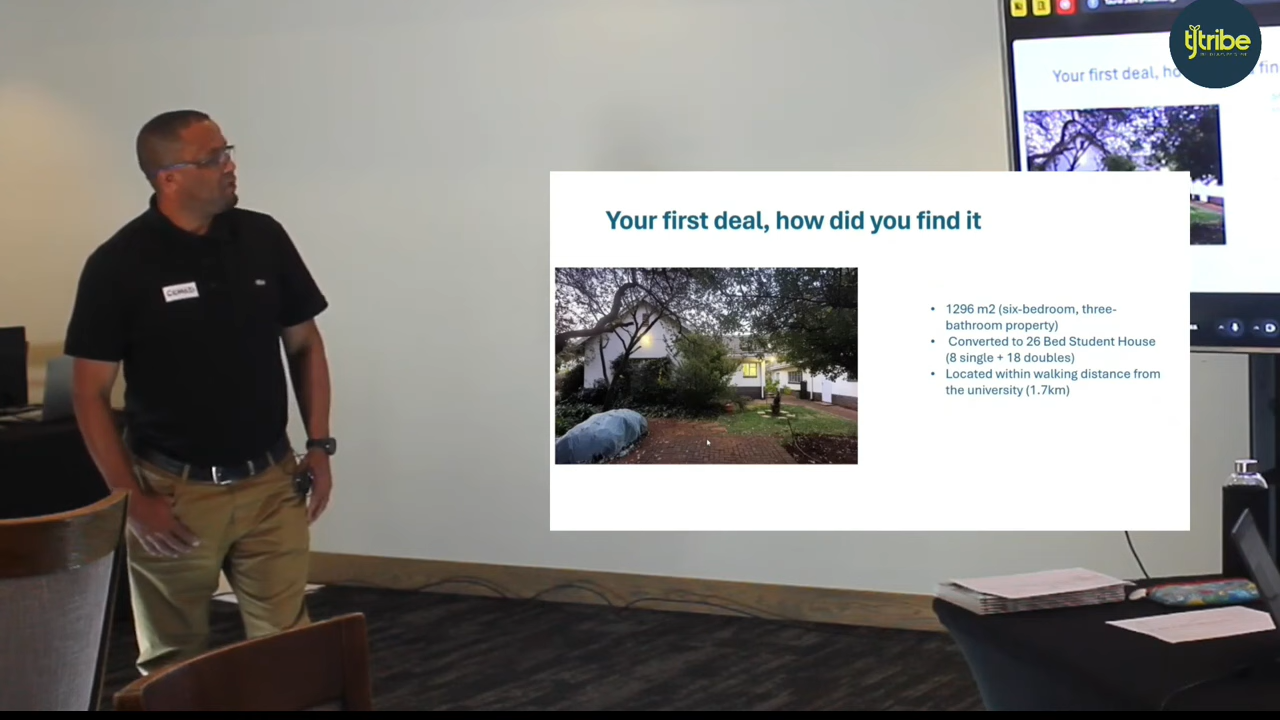 tjtribe
Your first deal, ho
fin
Your first deal, how did you find it
• 1296 m2 (six-bedroom, three-
bathroom property)
• Converted to 26 Bed Student House
(8 single + 18 doubles)
• Located within walking distance from
the university (1.7km)